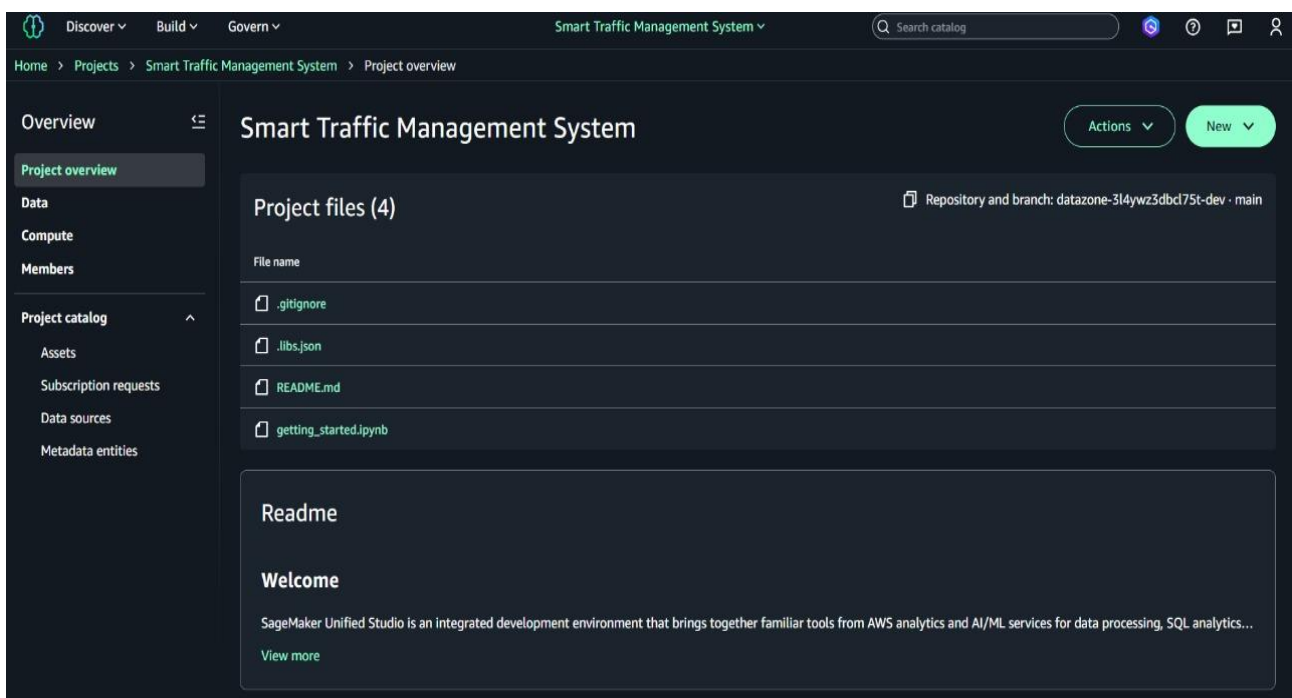 Discover Build Govern Smart Traffic Management System Search catalog
Home > Projects > Smart Traffic Management System > Project overview
Overview
Project overview
Data
Compute
Members
Project catalog
Assets
Subscription requests
Data sources
Metadata entities
Smart Traffic Management System
Actions New
Project files (4)
Repository and branch: datazone-3l4ywz3dbcl75t-dev · main
File name
.gitignore
.libs.json
README.md
getting_started.ipynb
Readme
Welcome
SageMaker Unified Studio is an integrated development environment that brings together familiar tools from AWS analytics and AI/ML services for data processing, SQL analytics...
View more